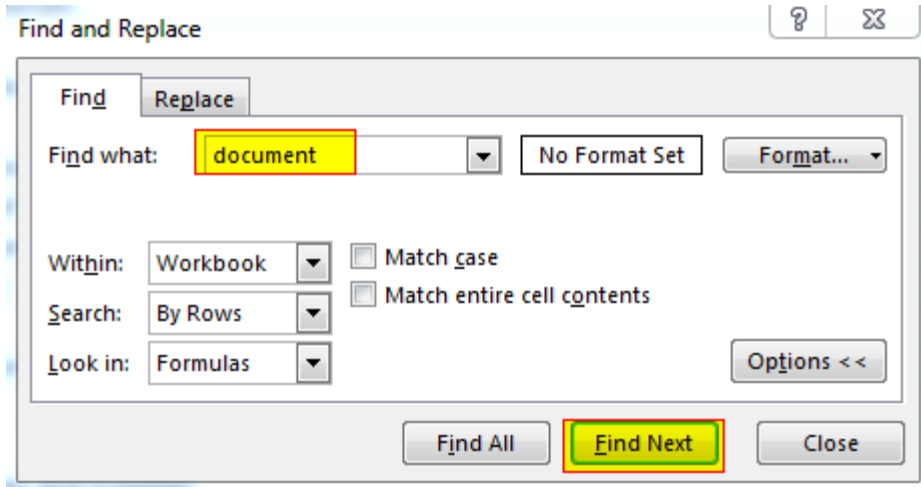 Find and Replace
Find Replace
Find what: document No Format Set Format...
Within: Workbook Match case
Match entire cell contents
Search: By Rows
Look in: Formulas
Options <<
Find All Find Next Close